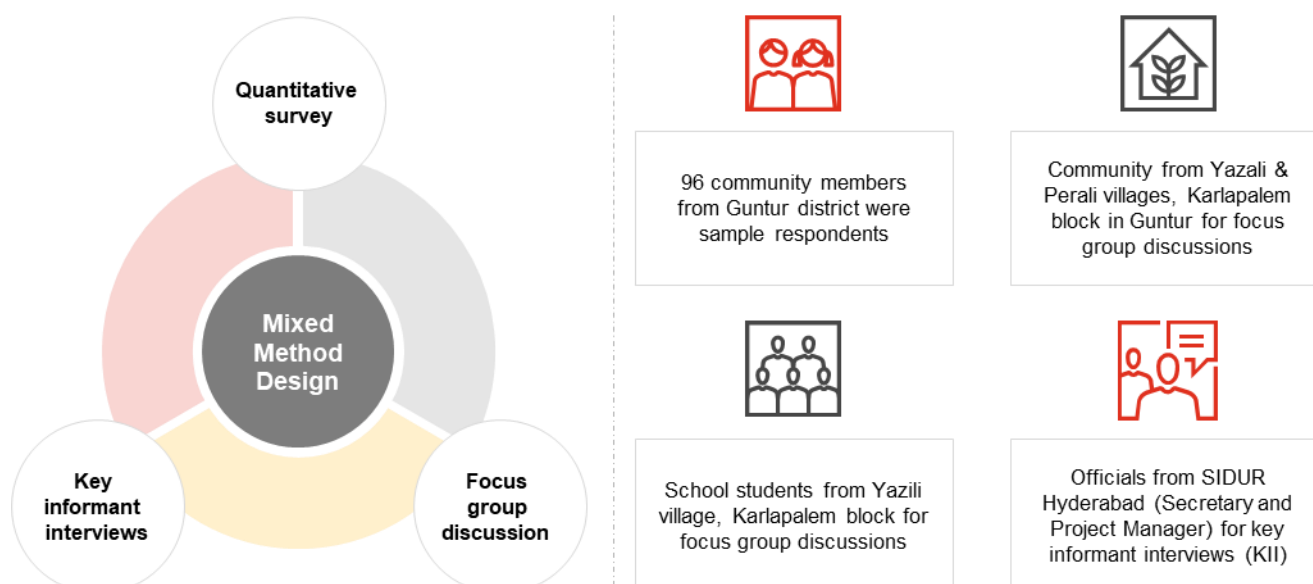 Quantitative
survey
Mixed
Method
Design
Key
informant
interviews
Focus
group
discussion
96 community members
from Guntur district were
sample respondents
Community from Yazali &
Perali villages, Karlapalem
block in Guntur for focus
group discussions
School students from Yazili
village, Karlapalem block for
focus group discussions
Officials from SIDUR
Hyderabad (Secretary and
Project Manager) for key
informant interviews (KII)